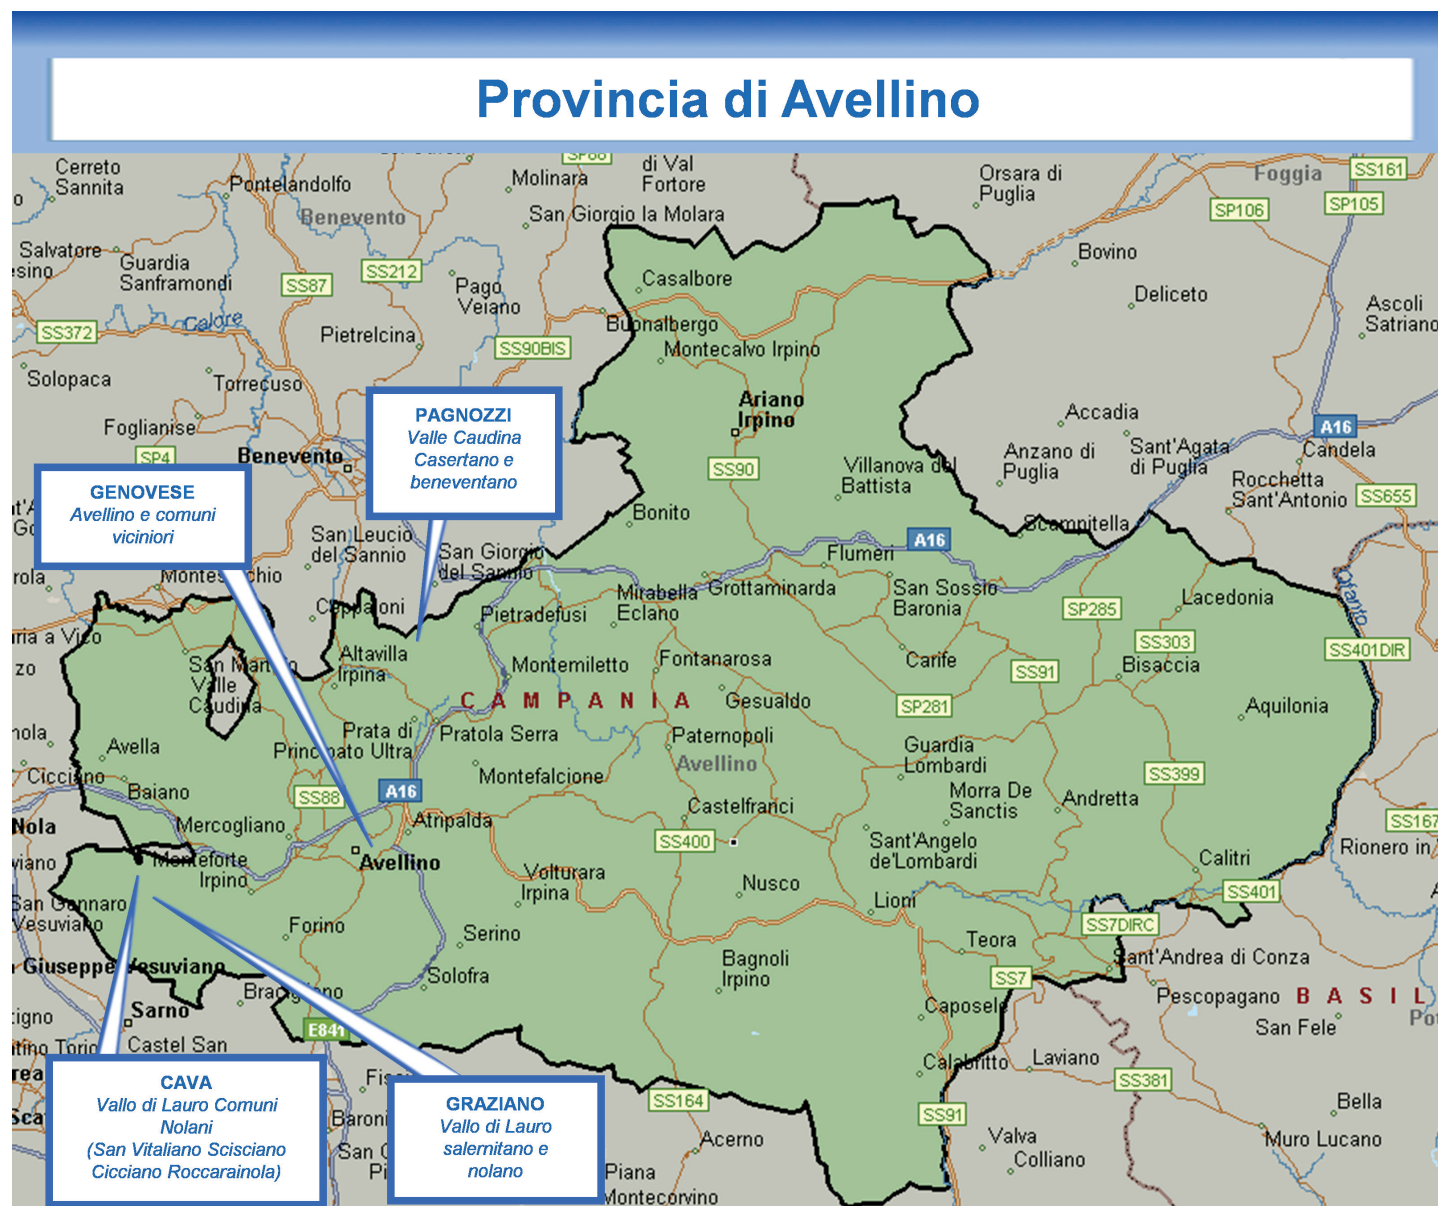 Provincia di Avellino
Cerreto
Sannita
Pontelandolfo
Benevento
Molinara
di Val
Fortore
San Giorgio la Molara
Orsara di
Puglia
Foggia
SS161
SP106
SP105
Salvatore
Guardia
Sanframondi
SS87
SS212
Pago
Veiano
Casalbore
Bovino
Deliceto
Ascoli
Satriano
SS372
Calore
Pietrelcina
SS90BIS
Buonalbergo
Montecalvo Irpino
Solopaca
Torrecuso
Foglianise
SP4
Benevento
Ariano
Irpino
SS90
Accadia
Anzano di
Puglia
Sant'Agata
di Puglia
A16
Candela
Rocchetta
Sant'Antonio
SS655
PAGNOZZI
Valle Caudina
Casertano e
beneventano
GENOVESE
Avellino e comuni
viciniori
Villanova del
Battista
Bonito
Scampitella
San Leucio
del Sannio
San Giorgio
del Sannio
A16
Flumeri
Grottaminarda
Mirabella
Eclano
San Sossio
Baronia
SP285
Lacedonia
Ofanto
SS303
SS401DIR
Ceppaloni
Pietradefusi
Altavilla
Irpina
Montemiletto
Fontanarosa
Carife
SS91
Bisaccia
San Martino
Valle
Caudina
CAMPANIA
Gesualdo
SP281
Aquilonia
Avella
Prata di
Principato Ultra
Pratola Serra
Paternopoli
Avellino
Guardia
Lombardi
Cicciano
Baiano
SS88
A16
Montefalcione
Castelfranci
Morra De
Sanctis
Andretta
SS399
Nola
Mercogliano
Atripalda
SS400
Sant'Angelo
de'Lombardi
SS167
Rionero in
Monteforte
Irpino
Avellino
Volturara
Irpina
Nusco
Lioni
Calitri
SS401
San Gennaro
Vesuviano
Forino
Serino
SS7DIRC
Teora
Sant'Andrea di Conza
Giuseppe Vesuviano
Solofra
Bagnoli
Irpino
SS7
Pescopagano
BASIL
San Fele
Sarno
Bracigliano
E841
Caposele
Castel San
Calabritto
Laviano
SS381
SS164
SS91
Bella
Muro Lucano
Acerno
Valva
Colliano
Piana
Montecorvino
CAVA
Vallo di Lauro Comuni
Nolani
(San Vitaliano Scisciano
Cicciano Roccarainola)
GRAZIANO
Vallo di Lauro
salernitano e
nolano